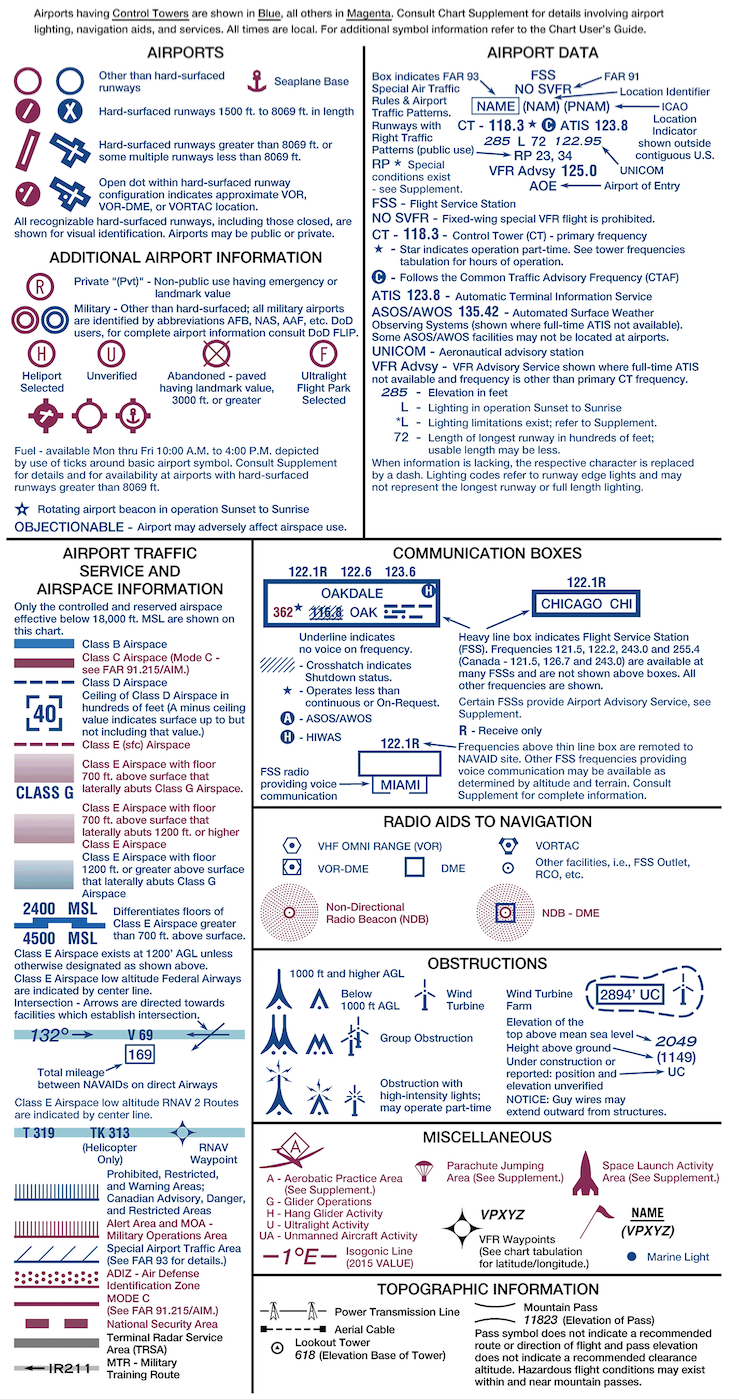 Airports having Control Towers are shown in Blue, all others in Magenta. Consult Chart Supplement for details involving airport
lighting, navigation aids, and services. All times are local. For additional symbol information refer to the Chart User's Guide.
AIRPORTS
Other than hard-surfaced
runways
Seaplane Base
Hard-surfaced runways 1500 ft. to 8069 ft. in length
Hard-surfaced runways greater than 8069 ft. or
some multiple runways less than 8069 ft.
Open dot within hard-surfaced runway
configuration indicates approximate VOR,
VOR-DME, or VORTAC location.
All recognizable hard-surfaced runways, including those closed, are
shown for visual identification. Airports may be public or private.
ADDITIONAL AIRPORT INFORMATION
R
Private "(Pvt)" - Non-public use having emergency or
landmark value
Military - Other than hard-surfaced; all military airports
are identified by abbreviations AFB, NAS, AAF, etc. DoD
users, for complete airport information consult DoD FLIP.
H
U
F
Heliport
Selected
Unverified
Abandoned - paved
having landmark value,
3000 ft. or greater
Ultralight
Flight Park
Selected
Fuel - available Mon thru Fri 10:00 A.M. to 4:00 P.M. depicted
by use of ticks around basic airport symbol. Consult Supplement
for details and for availability at airports with hard-surfaced
runways greater than 8069 ft.
Rotating airport beacon in operation Sunset to Sunrise
OBJECTIONABLE - Airport may adversely affect airspace use.
AIRPORT DATA
Box indicates FAR 93
Special Air Traffic
Rules & Airport
Traffic Patterns.
Runways with
Right Traffic
Patterns (public use)
RP * Special
conditions exist
- see Supplement.
FSS
NO SVFR
NAME (NAM) (PNAM)
CT - 118.3 ★ C ATIS 123.8
285 L 72 122.95
RP 23, 34
VFR Advsy 125.0
AOE
FAR 91
Location Identifier
ICAO
Location
Indicator
shown outside
contiguous U.S.
UNICOM
Airport of Entry
FSS - Flight Service Station
NO SVFR - Fixed-wing special VFR flight is prohibited.
CT - 118.3 - Control Tower (CT) - primary frequency
★ - Star indicates operation part-time. See tower frequencies
tabulation for hours of operation.
C - Follows the Common Traffic Advisory Frequency (CTAF)
ATIS 123.8 - Automatic Terminal Information Service
ASOS/AWOS 135.42 - Automated Surface Weather
Observing Systems (shown where full-time ATIS not available).
Some ASOS/AWOS facilities may not be located at airports.
UNICOM - Aeronautical advisory station
VFR Advsy - VFR Advisory Service shown where full-time ATIS
not available and frequency is other than primary CT frequency.
285 - Elevation in feet
L - Lighting in operation Sunset to Sunrise
*L - Lighting limitations exist; refer to Supplement.
72 - Length of longest runway in hundreds of feet;
usable length may be less.
When information is lacking, the respective character is replaced
by a dash. Lighting codes refer to runway edge lights and may
not represent the longest runway or full length lighting.
AIRPORT TRAFFIC
SERVICE AND
AIRSPACE INFORMATION
Only the controlled and reserved airspace
effective below 18,000 ft. MSL are shown on
this chart.
Class B Airspace
Class C Airspace (Mode C -
see FAR 91.215/AIM.)
Class D Airspace
40
Ceiling of Class D Airspace in
hundreds of feet (A minus ceiling
value indicates surface up to but
not including that value.)
Class E (sfc) Airspace
Class E Airspace with floor
700 ft. above surface that
laterally abuts Class G Airspace.
CLASS G
Class E Airspace with floor
700 ft. above surface that
laterally abuts 1200 ft. or higher
Class E Airspace
Class E Airspace with floor
1200 ft. or greater above surface
that laterally abuts Class G
Airspace
2400 MSL
4500 MSL
Differentiates floors of
Class E Airspace greater
than 700 ft. above surface.
Class E Airspace exists at 1200' AGL unless
otherwise designated as shown above.
Class E Airspace low altitude Federal Airways
are indicated by center line.
Intersection - Arrows are directed towards
facilities which establish intersection.
132° V 69
169
Total mileage
between NAVAIDs on direct Airways
Class E Airspace low altitude RNAV 2 Routes
are indicated by center line.
T 319 TK 313
(Helicopter
Only)
RNAV
Waypoint
Prohibited, Restricted,
and Warning Areas;
Canadian Advisory, Danger,
and Restricted Areas
Alert Area and MOA -
Military Operations Area
Special Airport Traffic Area
(See FAR 93 for details.)
ADIZ - Air Defense
Identification Zone
MODE C
(See FAR 91.215/AIM.)
National Security Area
Terminal Radar Service
Area (TRSA)
IR211
MTR - Military
Training Route
COMMUNICATION BOXES
122.1R 122.6 123.6
OAKDALE
H
362★ 116.8 OAK
Underline indicates
no voice on frequency.
- Crosshatch indicates
Shutdown status.
★ - Operates less than
continuous or On-Request.
A - ASOS/AWOS
H - HIWAS
122.1R
FSS radio
providing voice
communication
MIAMI
122.1R
CHICAGO CHI
Heavy line box indicates Flight Service Station
(FSS). Frequencies 121.5, 122.2, 243.0 and 255.4
(Canada - 121.5, 126.7 and 243.0) are available at
many FSSs and are not shown above boxes. All
other frequencies are shown.
Certain FSSs provide Airport Advisory Service, see
Supplement.
R - Receive only
Frequencies above thin line box are remoted to
NAVAID site. Other FSS frequencies providing
voice communication may be available as
determined by altitude and terrain. Consult
Supplement for complete information.
RADIO AIDS TO NAVIGATION
VHF OMNI RANGE (VOR)
VORTAC
VOR-DME
DME
Other facilities, i.e., FSS Outlet,
RCO, etc.
Non-Directional
Radio Beacon (NDB)
NDB - DME
OBSTRUCTIONS
1000 ft and higher AGL
Below
1000 ft AGL
Wind
Turbine
Group Obstruction
Obstruction with
high-intensity lights;
may operate part-time
Wind Turbine
Farm
2894' UC
Elevation of the
top above mean sea level
2049
Height above ground
(1149)
Under construction or
reported: position and
elevation unverified
UC
NOTICE: Guy wires may
extend outward from structures.
MISCELLANEOUS
A
A - Aerobatic Practice Area
(See Supplement.)
G - Glider Operations
H - Hang Glider Activity
U - Ultralight Activity
UA - Unmanned Aircraft Activity
1°E
Isogonic Line
(2015 VALUE)
Parachute Jumping
Area (See Supplement.)
Space Launch Activity
Area (See Supplement.)
VPXYZ
VFR Waypoints
(See chart tabulation
for latitude/longitude.)
NAME
(VPXYZ)
Marine Light
TOPOGRAPHIC INFORMATION
Power Transmission Line
Aerial Cable
Lookout Tower
618 (Elevation Base of Tower)
Mountain Pass
11823 (Elevation of Pass)
Pass symbol does not indicate a recommended
route or direction of flight and pass elevation
does not indicate a recommended clearance
altitude. Hazardous flight conditions may exist
within and near mountain passes.